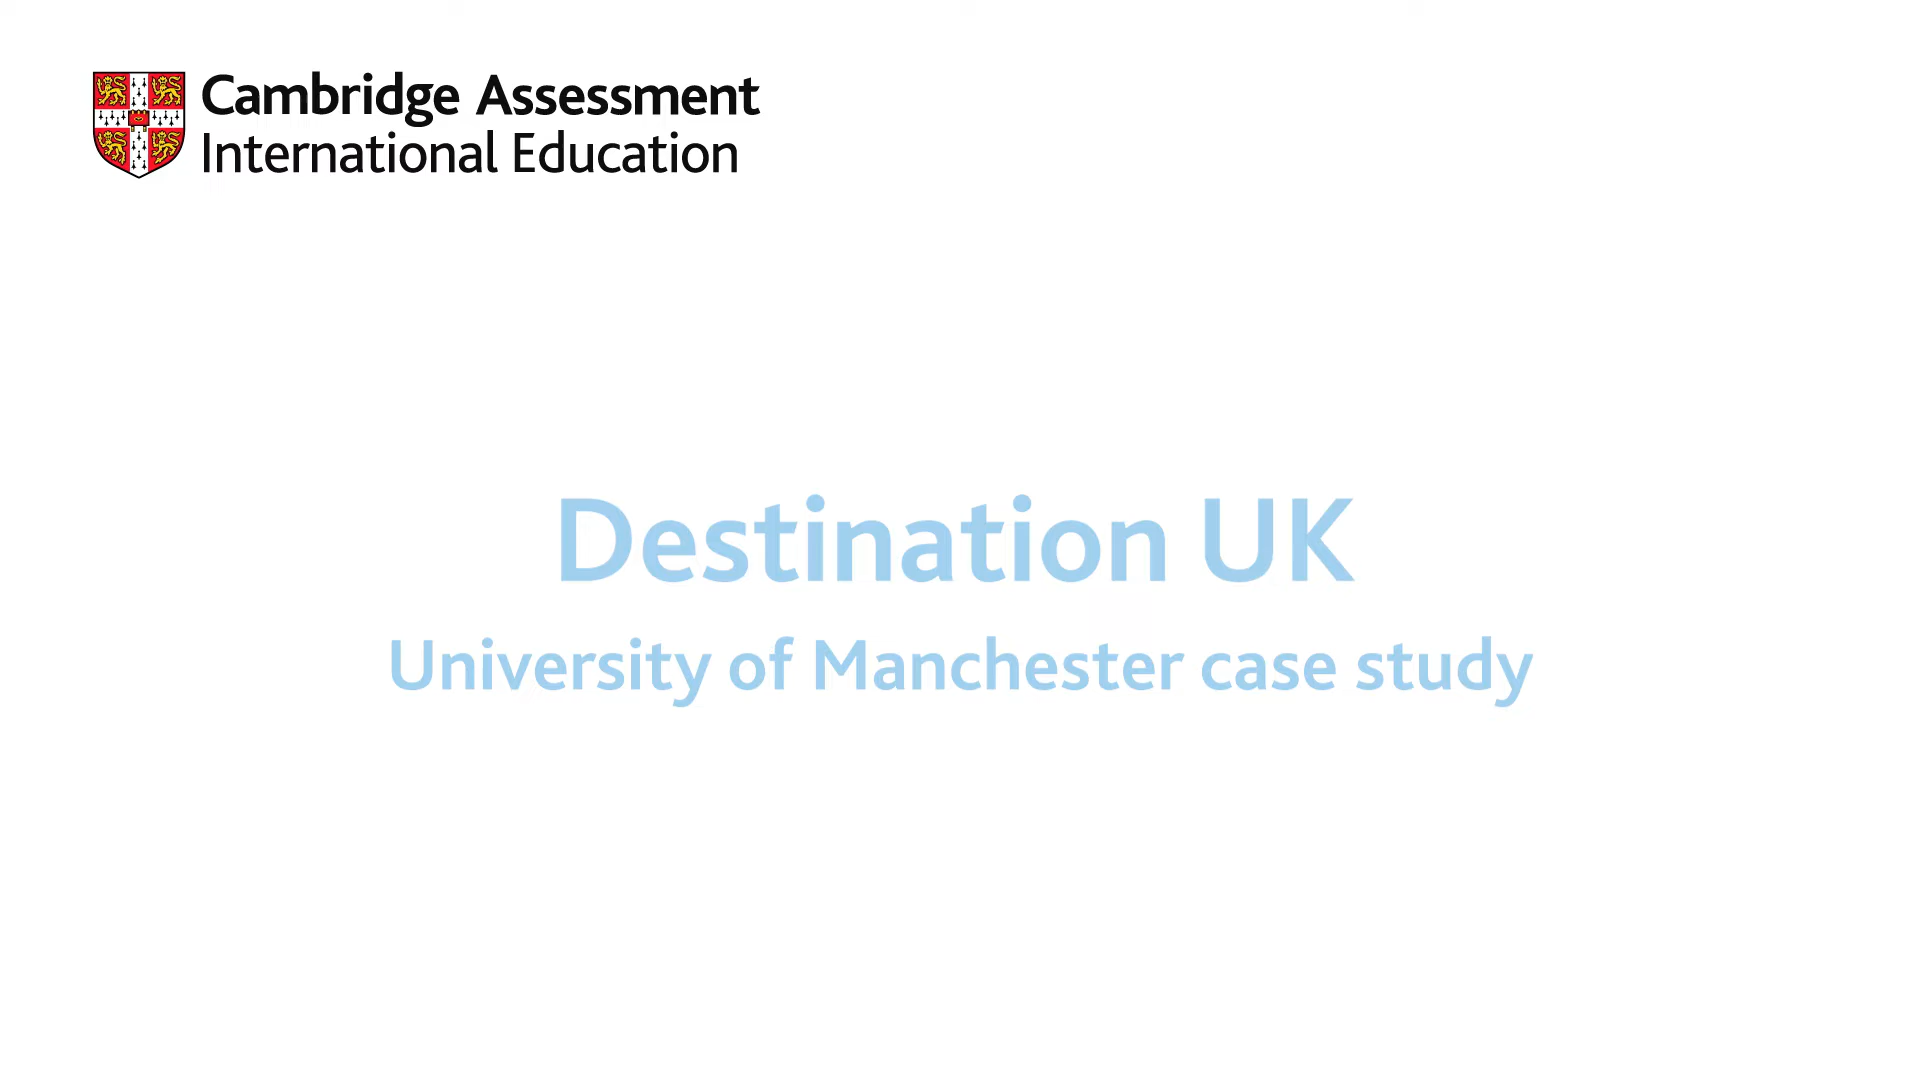 Cambridge Assessment
International Education
Destination UK
University of Manchester case study